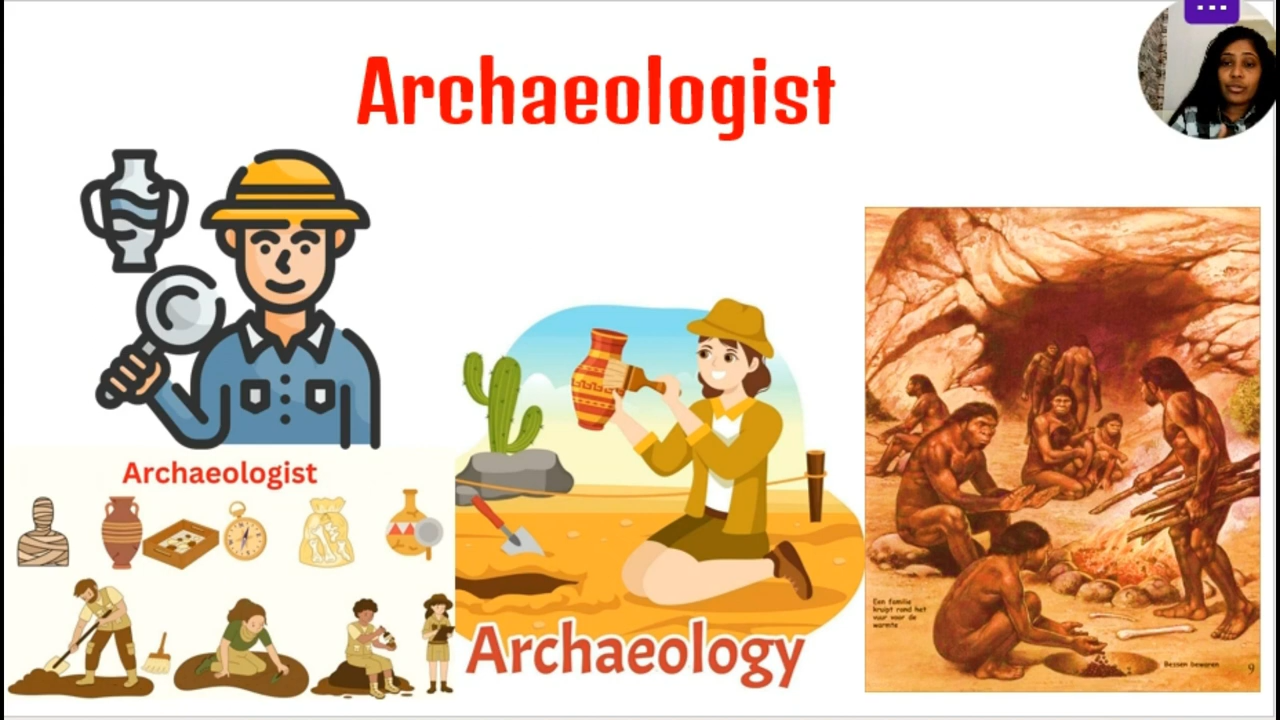 Archaeologist
Archaeologist
Archaeology
Een familie
kruipt rond het
vuur voor de
warmte
Bessen bewaren
9